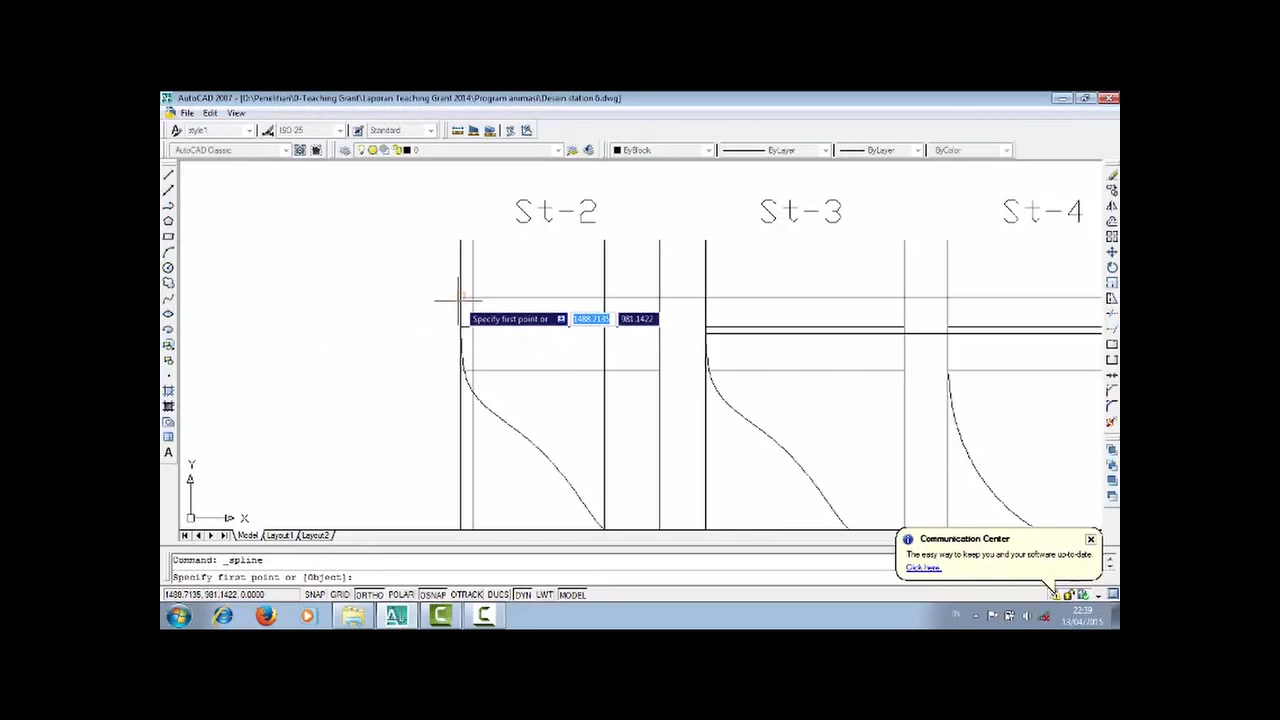 AutoCAD 2007 - [D:\Penelitian\0-Teaching Grant\Laporan Teaching Grant 2014\Program animasi\Desain station 6.dwg]
File Edit View
style1 ISO-25 Standard
AutoCAD Classic 0 ByBlock ByLayer ByLayer ByColor
St-2 St-3 St-4
Specify first point or 1488.7135 981.1422
A
Y
X
Model Layout1 Layout2
Communication Center
The easy way to keep you and your software up-to-date.
Click here.
Command: _spline
Specify first point or [Object]:
1488.7135, 981.1422, 0.0000 SNAP GRID ORTHO POLAR OSNAP OTRACK DUCS DYN LWT MODEL
IN 22:39
13/04/2015